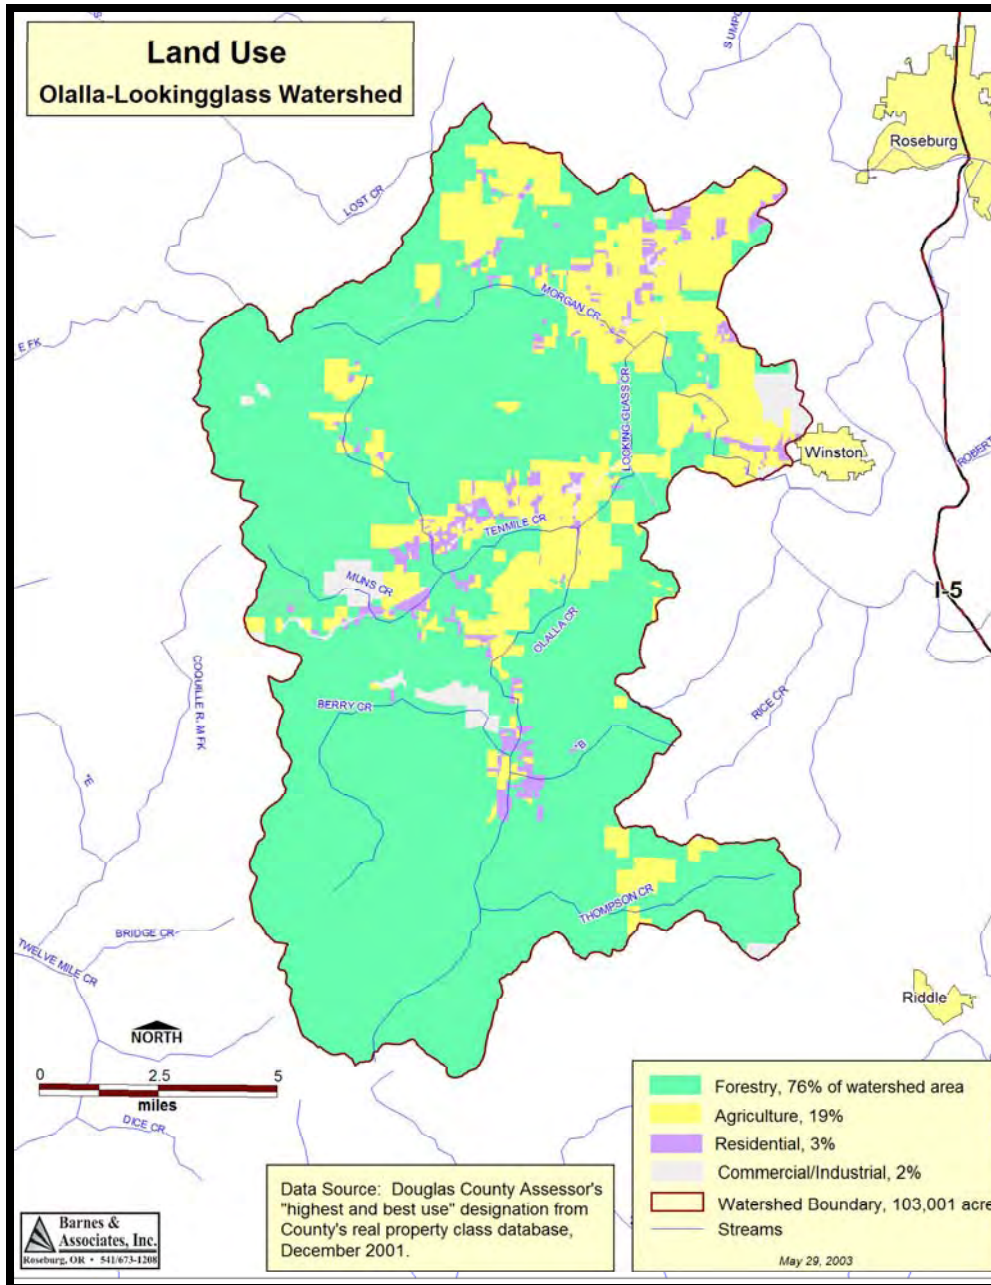 Land Use
Olalla-Lookingglass Watershed
Roseburg
LOST CR
E FK
MORGAN CR
LOOKING GLASS CR
Winston
ROBERT
TENMILE CR
MUNS CR
I-5
OLALLA CR
COQUILLE R, M FK
BERRY CR
RICE CR
"B
"E
THOMPSON CR
BRIDGE CR
TWELVE MILE CR
Riddle
NORTH
0 2.5 5
miles
DICE CR
Forestry, 76% of watershed area
Agriculture, 19%
Residential, 3%
Commercial/Industrial, 2%
Watershed Boundary, 103,001 acre
Streams
May 29, 2003
Data Source: Douglas County Assessor's
"highest and best use" designation from
County's real property class database,
December 2001.
Barnes &
Associates, Inc.
Roseburg, OR • 541/673-1208